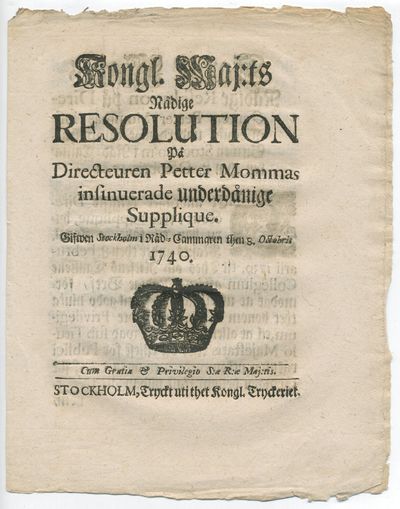 Kongl. Maj:ts
Nådige
RESOLUTION
På
Directeuren Petter Mommas
insinuerade underdånige
Supplique.
Gifwen Stockholm i Råd-Cammaren then 8. Octobris
1740.
Cum Gratia & Privilegio S:æ R:æ Maj:tis.
STOCKHOLM, Tryckt uti thet Kongl. Tryckeriet.